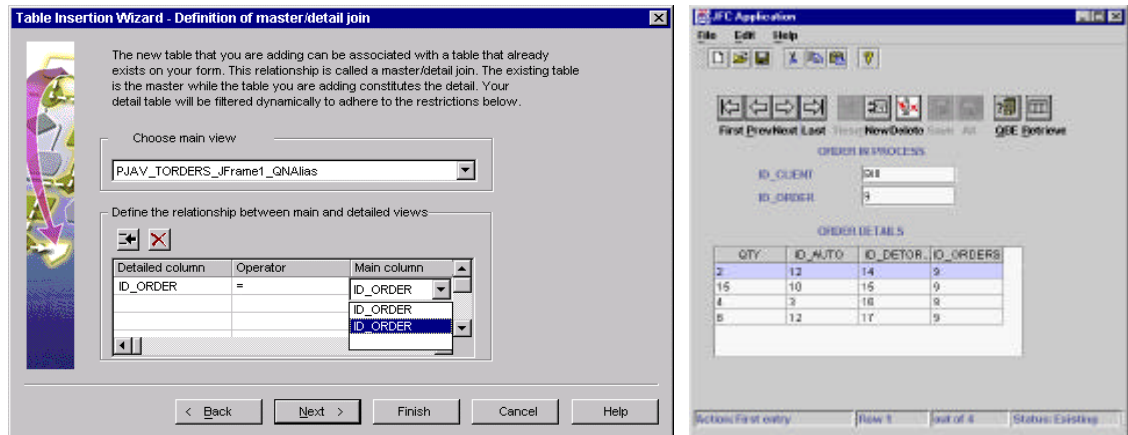 Table Insertion Wizard - Definition of master/detail join
The new table that you are adding can be associated with a table that already
exists on your form. This relationship is called a master/detail join. The existing table
is the master while the table you are adding constitutes the detail. Your
detail table will be filtered dynamically to adhere to the restrictions below.
Choose main view
PJAV_TORDERS_JFrame1_QNAlias
Define the relationship between main and detailed views
Detailed column Operator Main column
ID_ORDER = ID_ORDER
ID_ORDER
ID_ORDER
< Back Next > Finish Cancel Help
JFC Application
File Edit Help
First Prev Next Last New Delete All QBE Retrieve
ORDER IN PROCESS
ID_CLIENT
ID_ORDER 9
ORDER DETAILS
QTY ID_AUTO ID_DETOR.. ID_ORDERS
2 12 14 9
15 10 15 9
4 3 16 9
12 17 9
Action: First entry Row 1 out of 4 Status: Existing